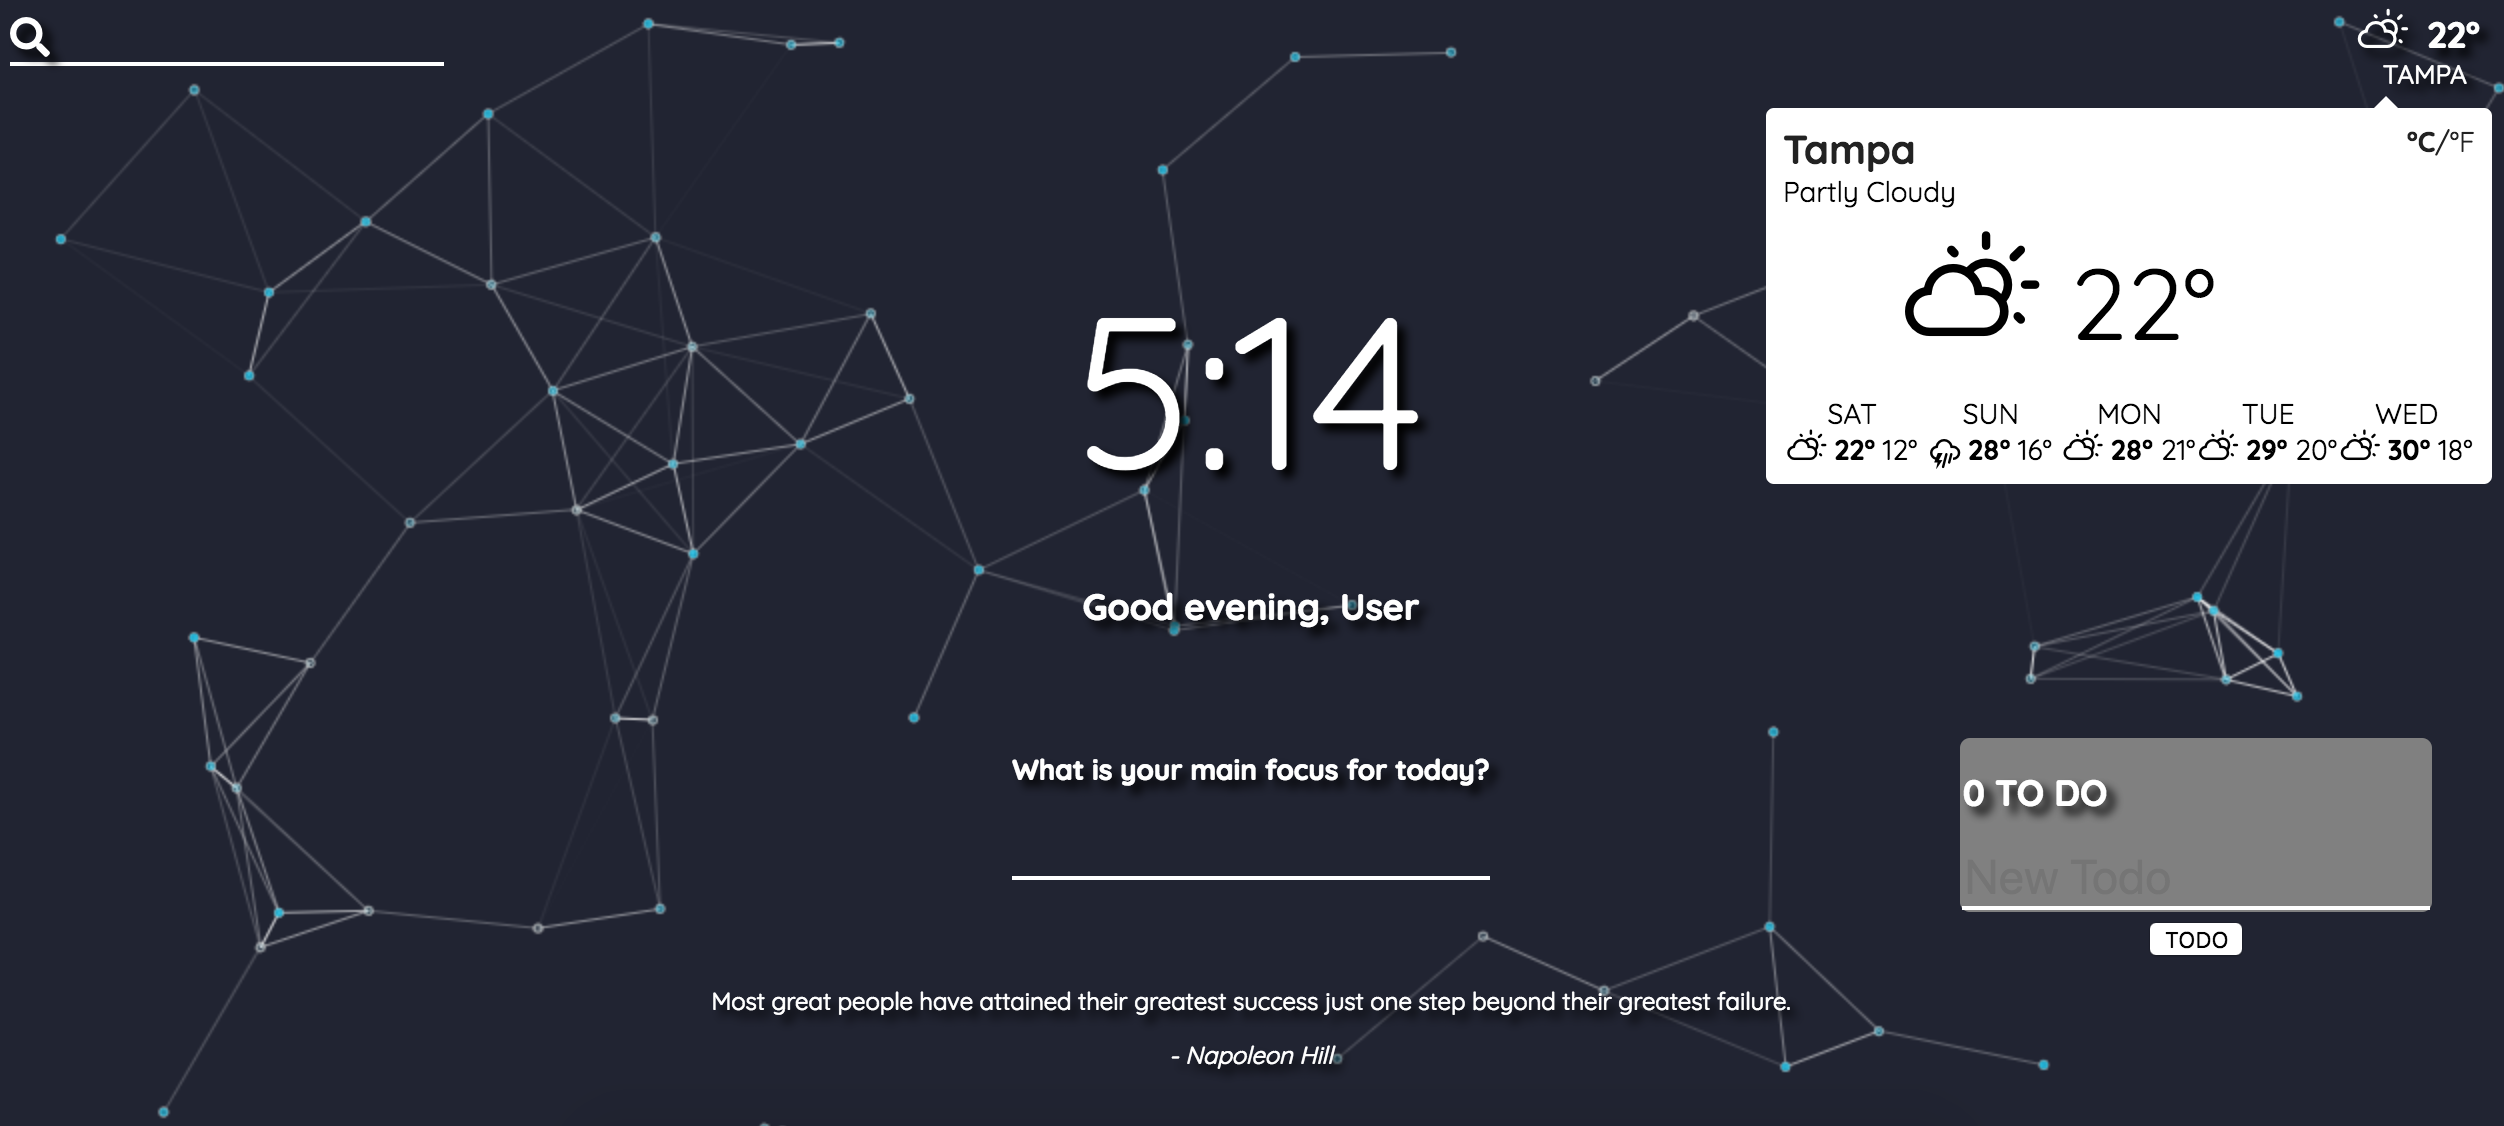 22°
TAMPA
Tampa
°C/°F
Partly Cloudy
22°
SAT SUN MON TUE WED
22° 12° 28° 16° 28° 21° 29° 20° 30° 18°
5:14
Good evening, User
What is your main focus for today?
0 TO DO
New Todo
TODO
Most great people have attained their greatest success just one step beyond their greatest failure.
- Napoleon Hill